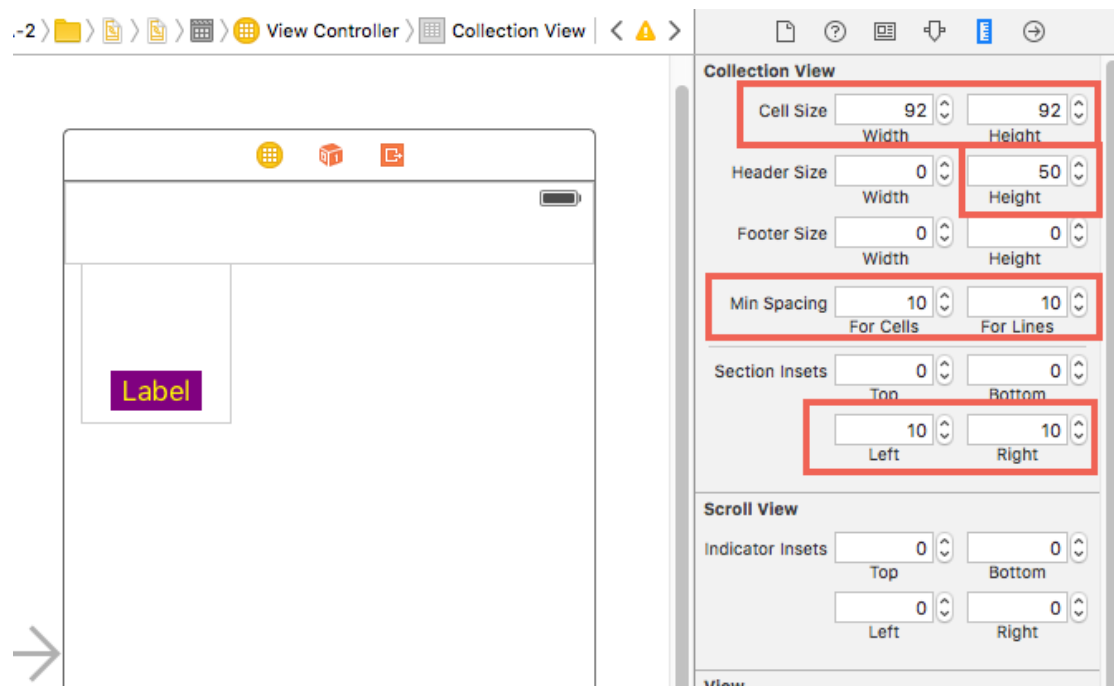 .-2 〉 〉 〉 〉 〉 View Controller 〉 Collection View
Collection View
Cell Size 92 92
Width Height
Header Size 0 50
Width Height
Footer Size 0 0
Width Height
Min Spacing 10 10
For Cells For Lines
Section Insets 0 0
Top Bottom
10 10
Left Right
Label
Scroll View
Indicator Insets 0 0
Top Bottom
0 0
Left Right
View